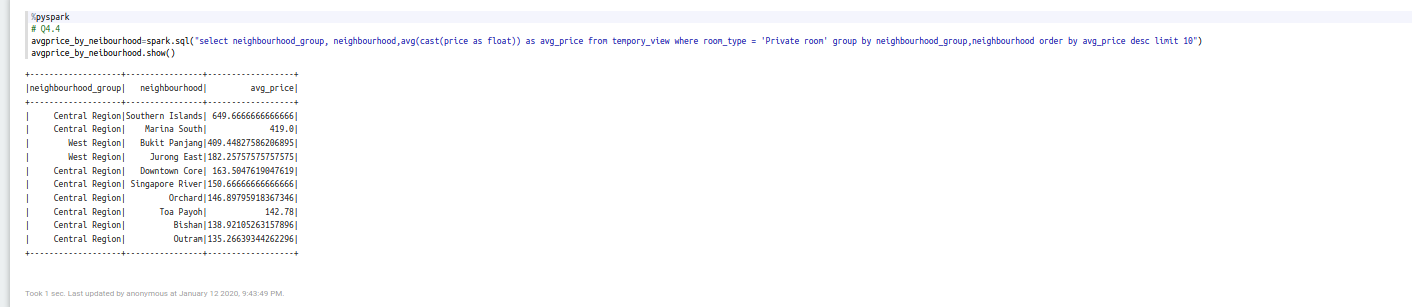 %pyspark
# Q4.4
avgprice_by_neibourhood=spark.sql("select neighbourhood_group, neighbourhood,avg(cast(price as float)) as avg_price from tempory_view where room_type = 'Private room' group by neighbourhood_group,neighbourhood order by avg_price desc limit 10")
avgprice_by_neibourhood.show()
+-------------------+----------------+------------------+
|neighbourhood_group|   neighbourhood|         avg_price|
+-------------------+----------------+------------------+
|     Central Region|Southern Islands| 649.6666666666666|
|     Central Region|    Marina South|             419.0|
|        West Region|   Bukit Panjang|409.44827586206895|
|        West Region|     Jurong East|182.25757575757575|
|     Central Region|   Downtown Core| 163.5047619047619|
|     Central Region| Singapore River|150.66666666666666|
|     Central Region|         Orchard|146.89795918367346|
|     Central Region|       Toa Payoh|            142.78|
|     Central Region|          Bishan|138.92105263157896|
|     Central Region|          Outram|135.26639344262296|
+-------------------+----------------+------------------+
Took 1 sec. Last updated by anonymous at January 12 2020, 9:43:49 PM.